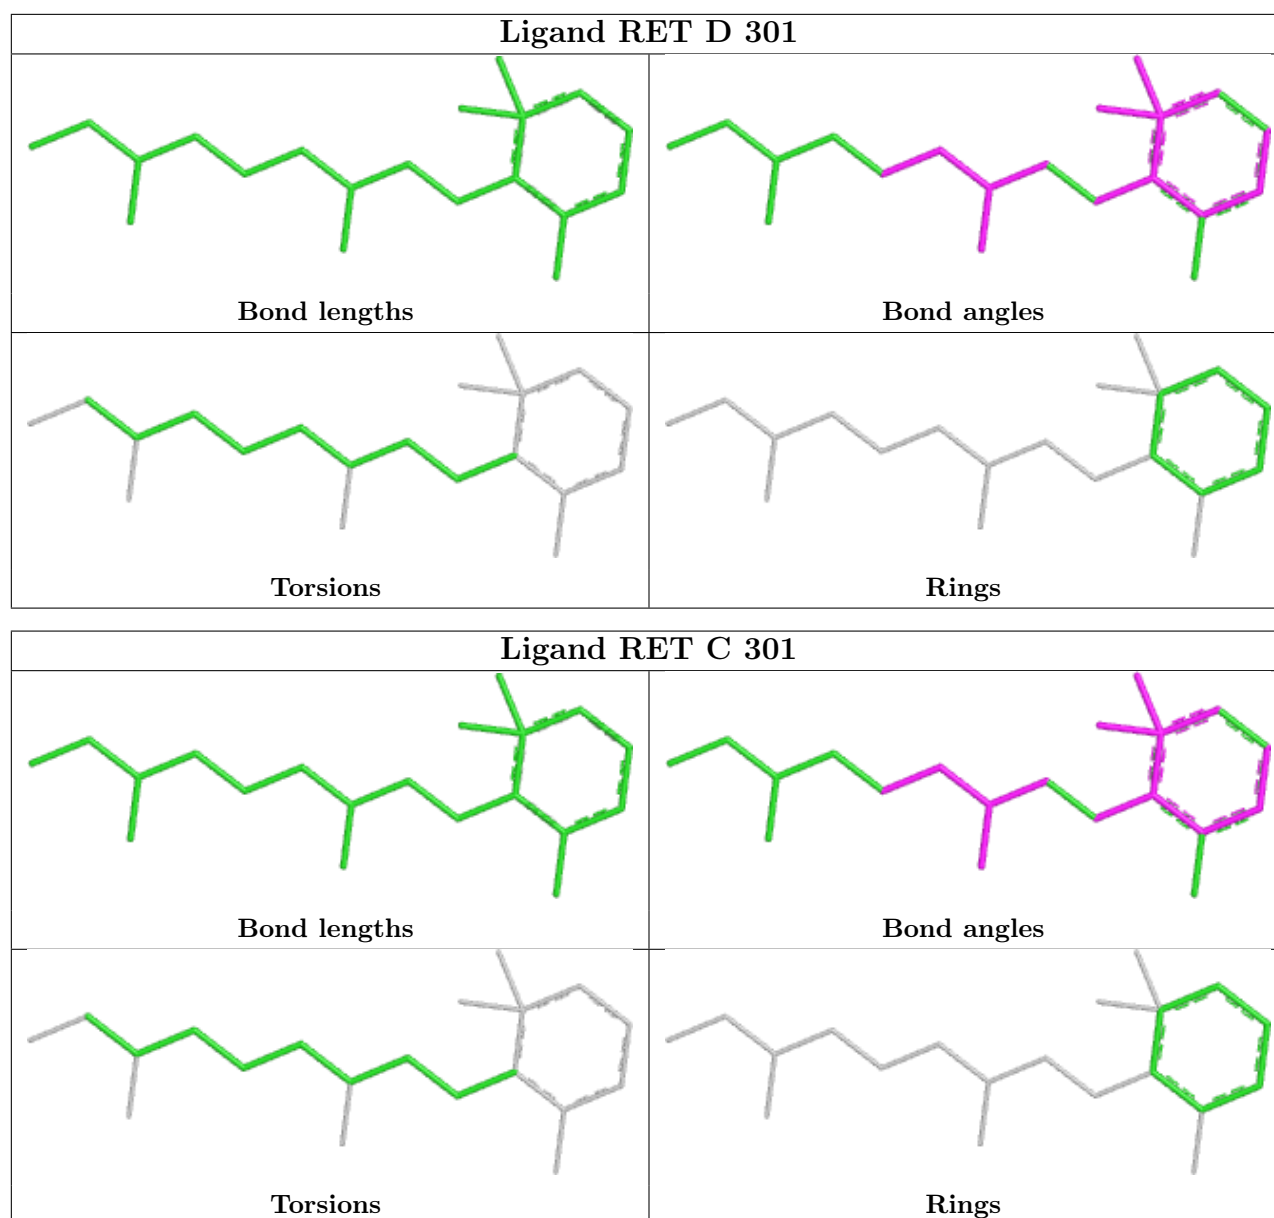 Ligand RET D 301
Bond lengths
Bond angles
Torsions
Rings
Ligand RET C 301
Bond lengths
Bond angles
Torsions
Rings